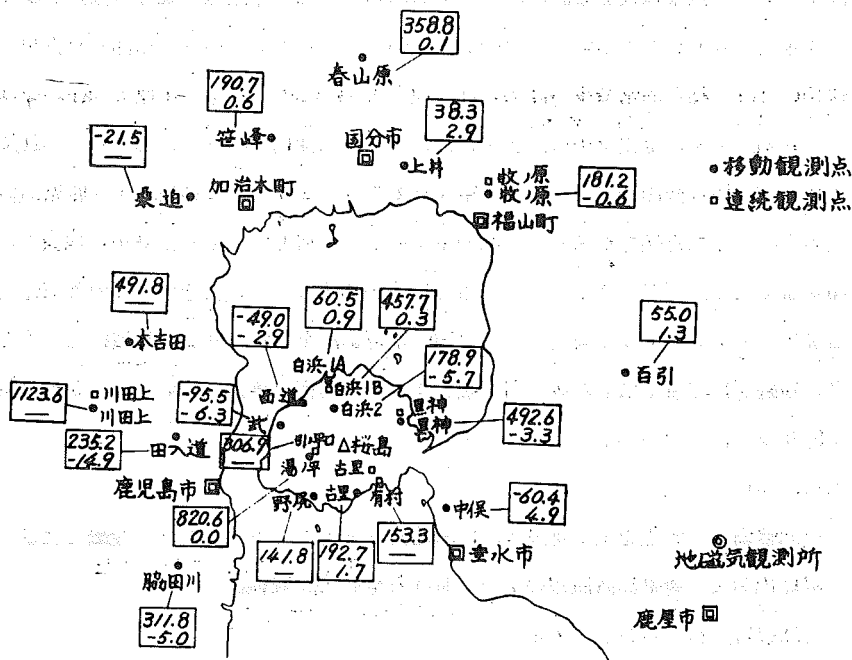 358.8
0.1
春山原
190.7
0.6
笹峰
国分市
38.3
2.9
上井
-21.5
—
桑迫
加治木町
牧ノ原
牧ノ原
181.2
-0.6
福山町
移動観測点
連続観測点
491.8
—
本吉田
-49.0
-2.9
60.5
0.9
457.7
0.3
178.9
-5.7
55.0
1.3
百引
白浜1A
白浜1B
白浜2
西道
1123.6
—
川田上
川田上
-95.5
-6.3
武
黒神
黒神
492.6
-3.3
235.2
-14.9
田入道
306.9
—
引ノ平
桜島
湯ノ平
古里
鹿児島市
野尻
古里
有村
中俣
-60.4
4.9
820.6
0.0
141.8
—
192.7
1.7
153.3
—
垂水市
地磁気観測所
脇田川
311.8
-5.0
鹿屋市